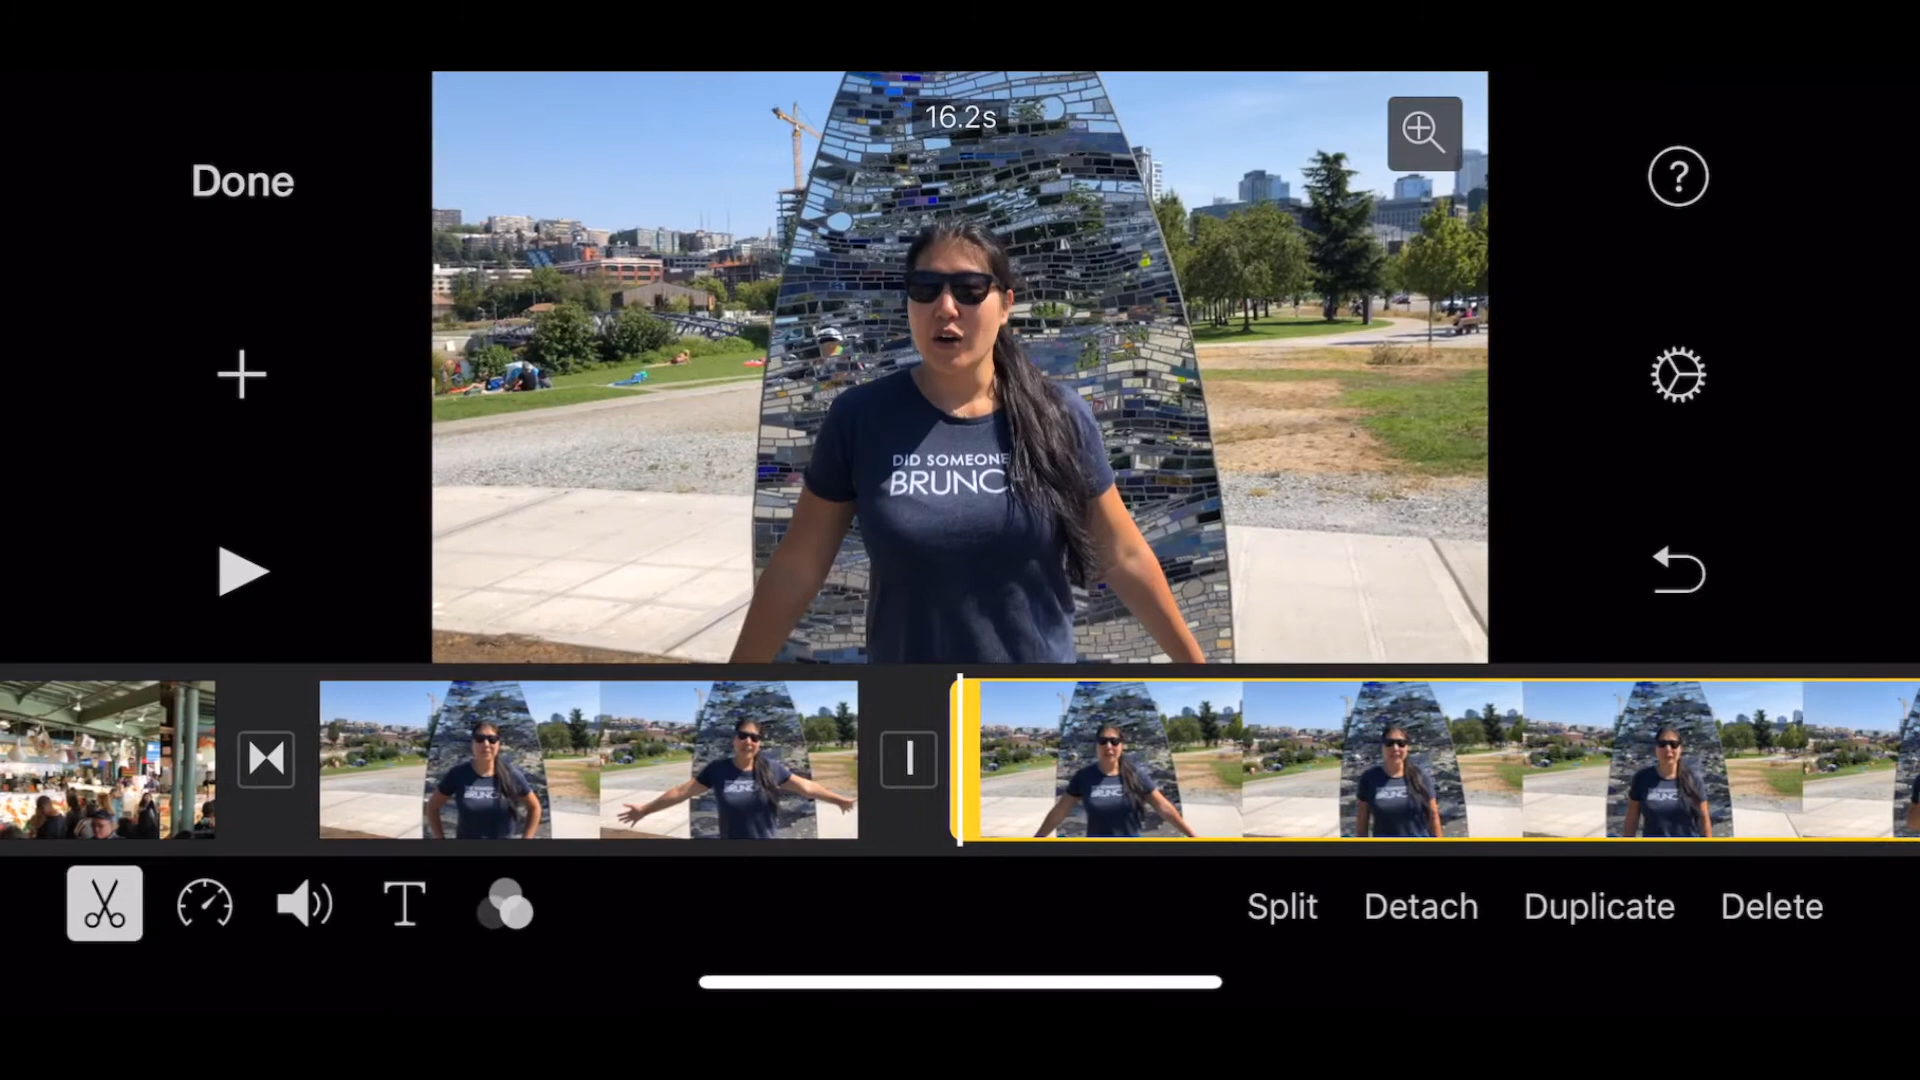 16.2s
Done
?
DID SOMEONE
BRUNC
T
Split
Detach
Duplicate
Delete